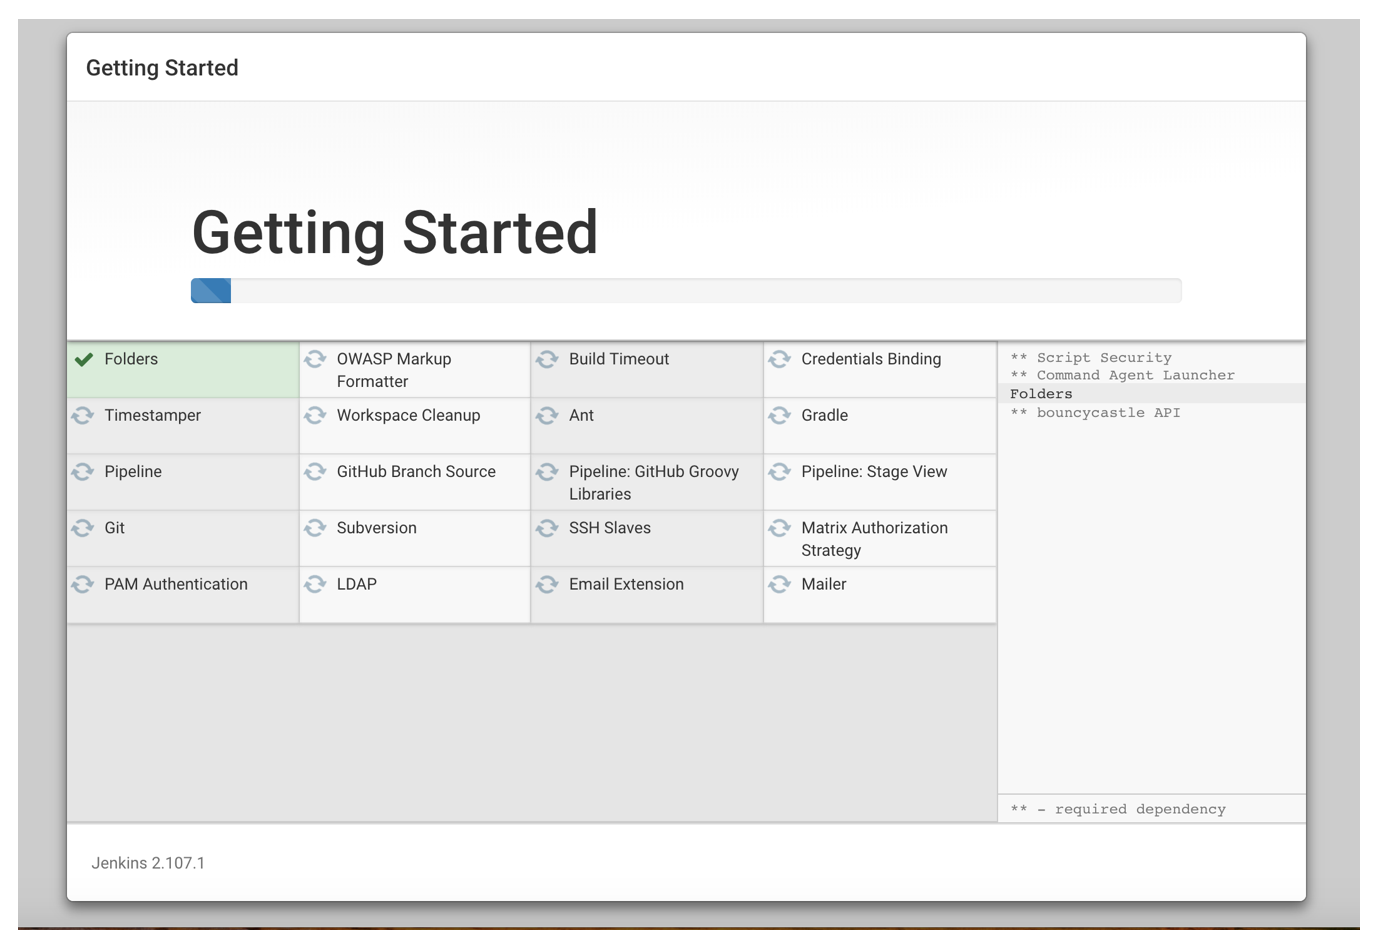 Getting Started
Getting Started
Folders
OWASP Markup
Formatter
Build Timeout
Credentials Binding
Timestamper
Workspace Cleanup
Ant
Gradle
Pipeline
GitHub Branch Source
Pipeline: GitHub Groovy
Libraries
Pipeline: Stage View
Git
Subversion
SSH Slaves
Matrix Authorization
Strategy
PAM Authentication
LDAP
Email Extension
Mailer
** Script Security
** Command Agent Launcher
Folders
** bouncycastle API
** - required dependency
Jenkins 2.107.1